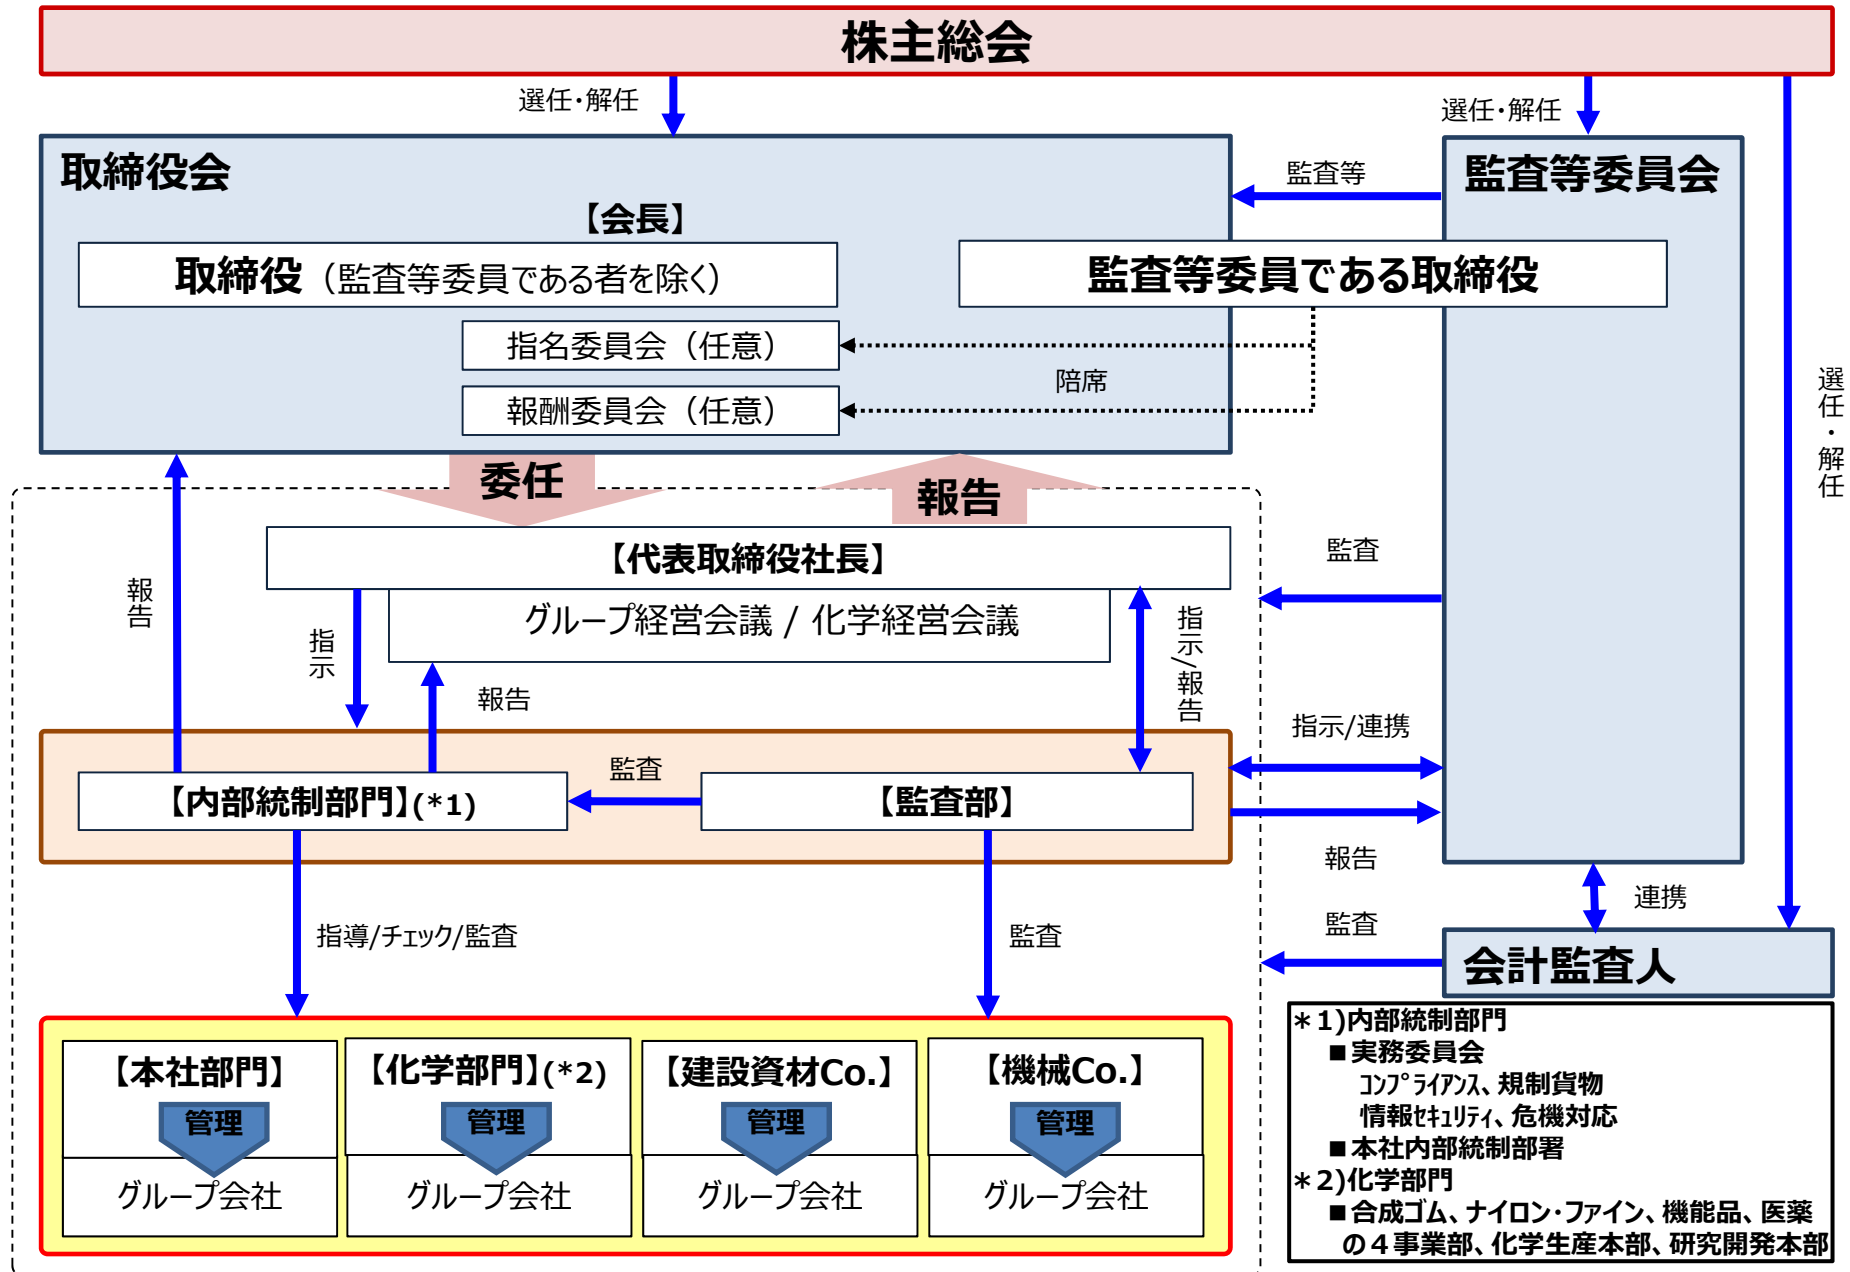 株主総会
選任・解任
選任・解任
取締役会
監査等
監査等委員会
【会長】
取締役（監査等委員である者を除く）
監査等委員である取締役
指名委員会（任意）
陪席
報酬委員会（任意）
選任・解任
委任
報告
【代表取締役社長】
監査
報告
グループ経営会議 / 化学経営会議
指示
指示/報告
報告
指示/連携
監査
【内部統制部門】(*1)
【監査部】
報告
連携
指導/チェック/監査
監査
監査
会計監査人
【本社部門】
【化学部門】(*2)
【建設資材Co.】
【機械Co.】
管理
管理
管理
管理
グループ会社
グループ会社
グループ会社
グループ会社
＊1)内部統制部門
■実務委員会
コンプライアンス、規制貨物
情報セキュリティ、危機対応
■本社内部統制部署
＊2)化学部門
■合成ゴム、ナイロン・ファイン、機能品、医薬
の４事業部、化学生産本部、研究開発本部